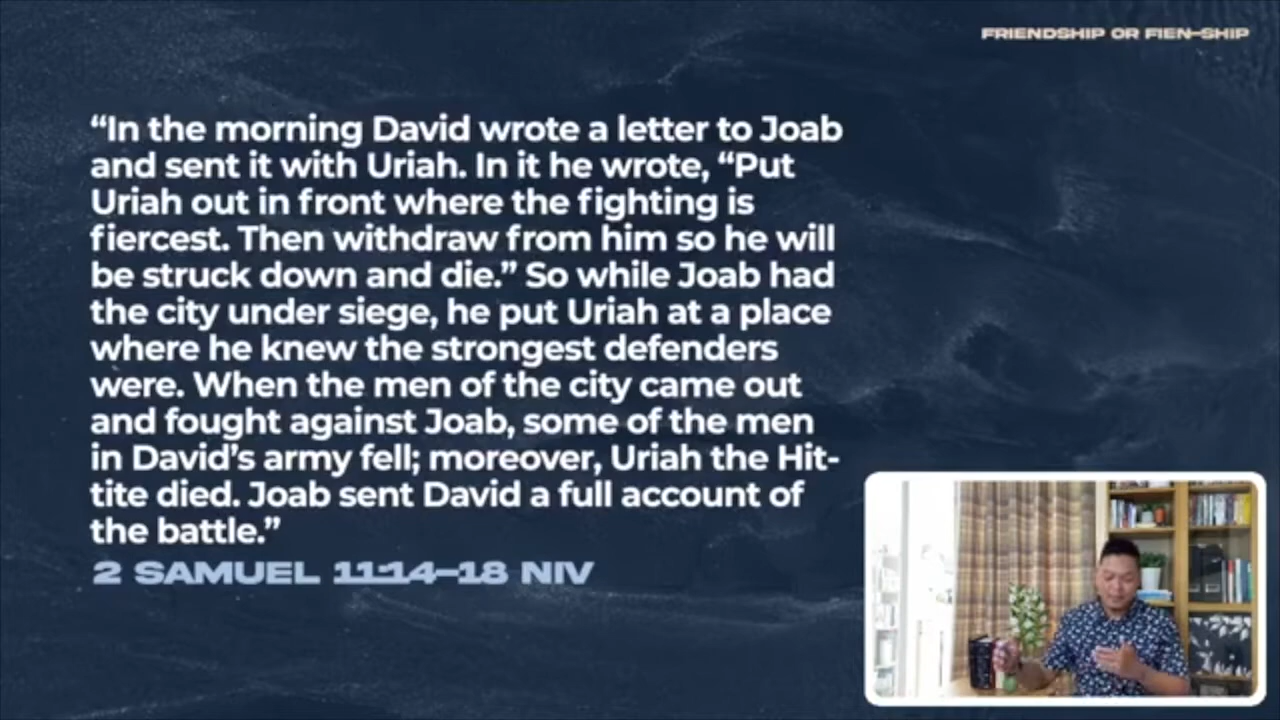 FRIENDSHIP OR FIEN-SHIP
“In the morning David wrote a letter to Joab
and sent it with Uriah. In it he wrote, “Put
Uriah out in front where the fighting is
fiercest. Then withdraw from him so he will
be struck down and die.” So while Joab had
the city under siege, he put Uriah at a place
where he knew the strongest defenders
were. When the men of the city came out
and fought against Joab, some of the men
in David’s army fell; moreover, Uriah the Hit-
tite died. Joab sent David a full account of
the battle.”
2 SAMUEL 11:14–18 NIV